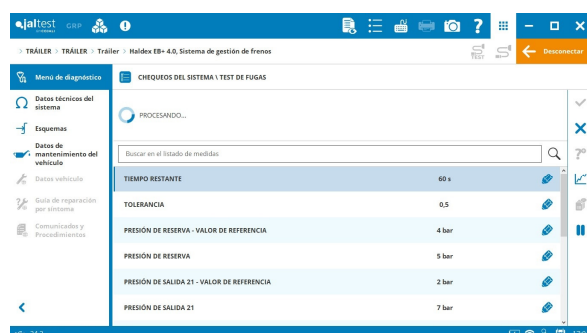 jaltest GRP
TRÁILER > TRÁILER > Tráiler > Haldex EB+ 4.0, Sistema de gestión de frenos
TEST
Desconectar
Menú de diagnóstico
CHEQUEOS DEL SISTEMA \ TEST DE FUGAS
Datos técnicos del
sistema
PROCESANDO...
Esquemas
Datos de
mantenimiento del
vehículo
Buscar en el listado de medidas
Datos vehículo
TIEMPO RESTANTE 60 s
Guía de reparación
por síntoma
TOLERANCIA 0,5
Comunicados y
Procedimientos
PRESIÓN DE RESERVA - VALOR DE REFERENCIA 4 bar
PRESIÓN DE RESERVA 5 bar
PRESIÓN DE SALIDA 21 - VALOR DE REFERENCIA 2 bar
PRESIÓN DE SALIDA 21 7 bar